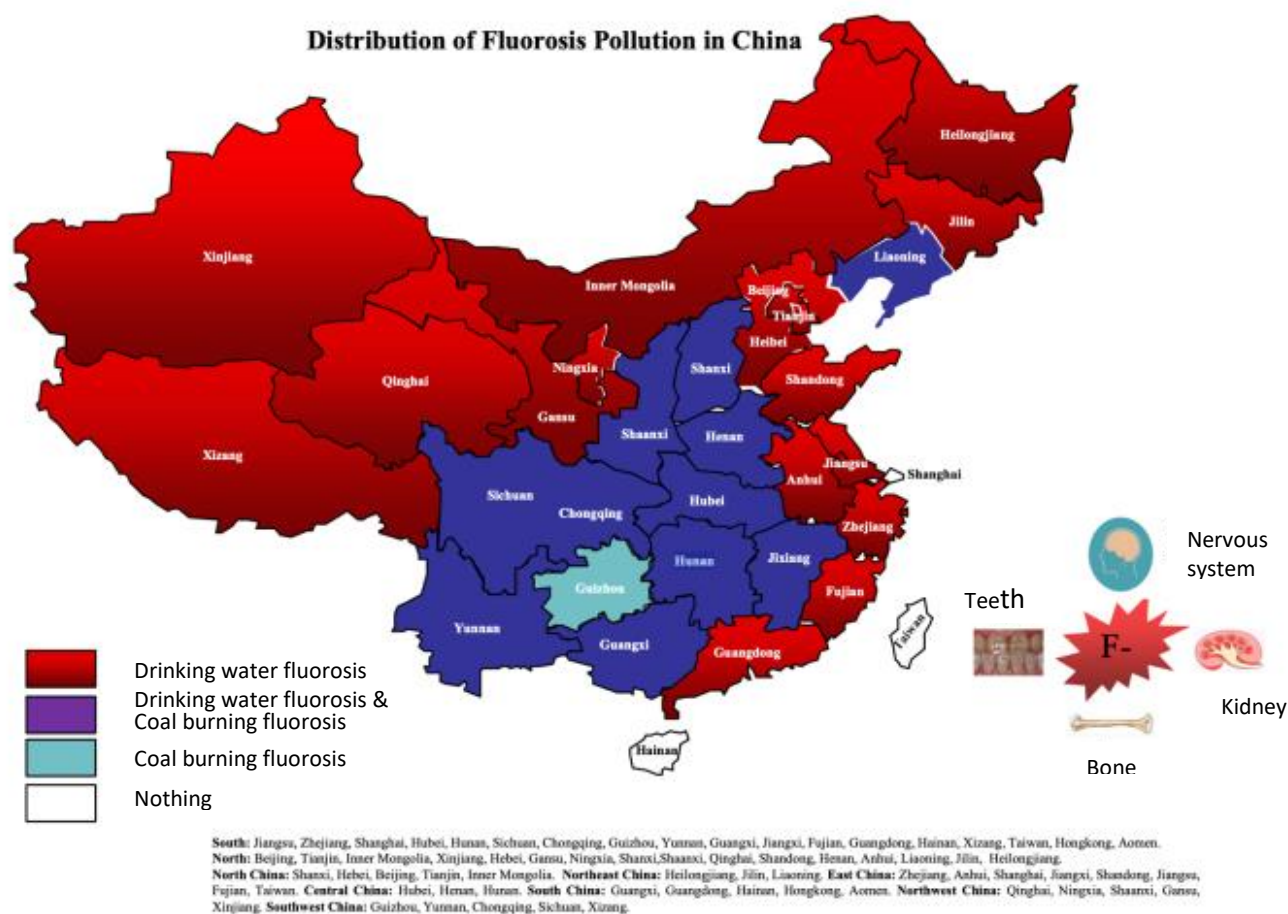 Distribution of Fluorosis Pollution in China
Heilongjiang
Jilin
Liaoning
Xinjiang
Inner Mongolia
Beijing
Tianjin
Heibei
Ningxia
Shanxi
Qinghai
Shandong
Gansu
Shaanxi
Henan
Xizang
Jiangsu
Anhui
Shanghai
Sichuan
Hubei
Chongqing
Zhejiang
Hunan
Jixiang
Guizhou
Fujian
Yunnan
Guangxi
Guangdong
Taiwan
Hainan
Nervous
system
Teeth
F-
Kidney
Bone
Drinking water fluorosis
Drinking water fluorosis &
Coal burning fluorosis
Coal burning fluorosis
Nothing
South: Jiangsu, Zhejiang, Shanghai, Hubei, Hunan, Sichuan, Chongqing, Guizhou, Yunnan, Guangxi, Jiangxi, Fujian, Guangdong, Hainan, Xizang, Taiwan, Hongkong, Aomen.
North: Beijing, Tianjin, Inner Mongolia, Xinjiang, Hebei, Gansu, Ningxia, Shanxi,Shaanxi, Qinghai, Shandong, Henan, Anhui, Liaoning, Jilin, Heilongjiang.
North China: Shanxi, Hebei, Beijing, Tianjin, Inner Mongolia. Northeast China: Heilongjiang, Jilin, Liaoning. East China: Zhejiang, Anhui, Shanghai, Jiangxi, Shandong, Jiangsu,
Fujian, Taiwan. Central China: Hubei, Henan, Hunan. South China: Guangxi, Guangdong, Hainan, Hongkong, Aomen. Northwest China: Qinghai, Ningxia, Shaanxi, Gansu,
Xinjiang. Southwest China: Guizhou, Yunnan, Chongqing, Sichuan, Xizang.